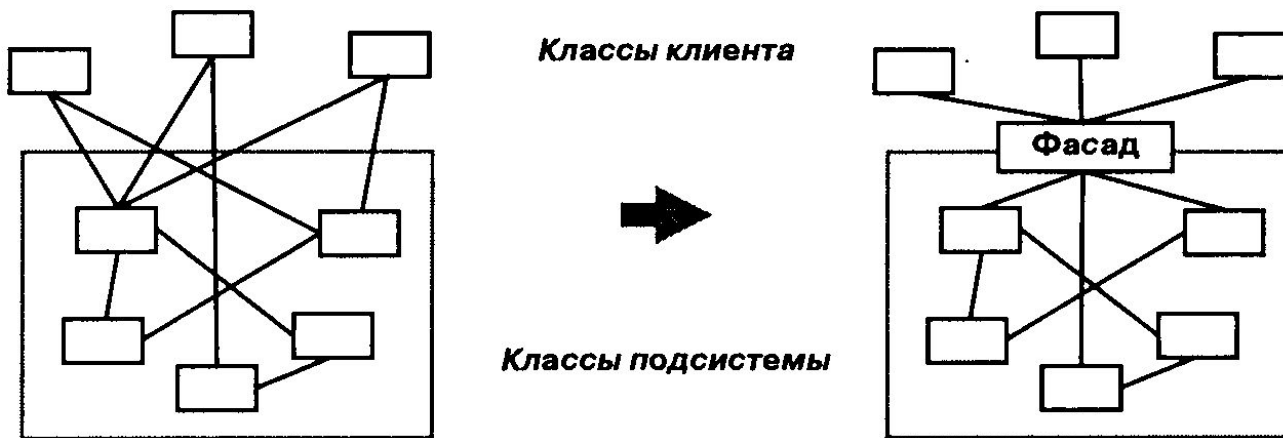 Классы клиента
Фасад
Классы подсистемы